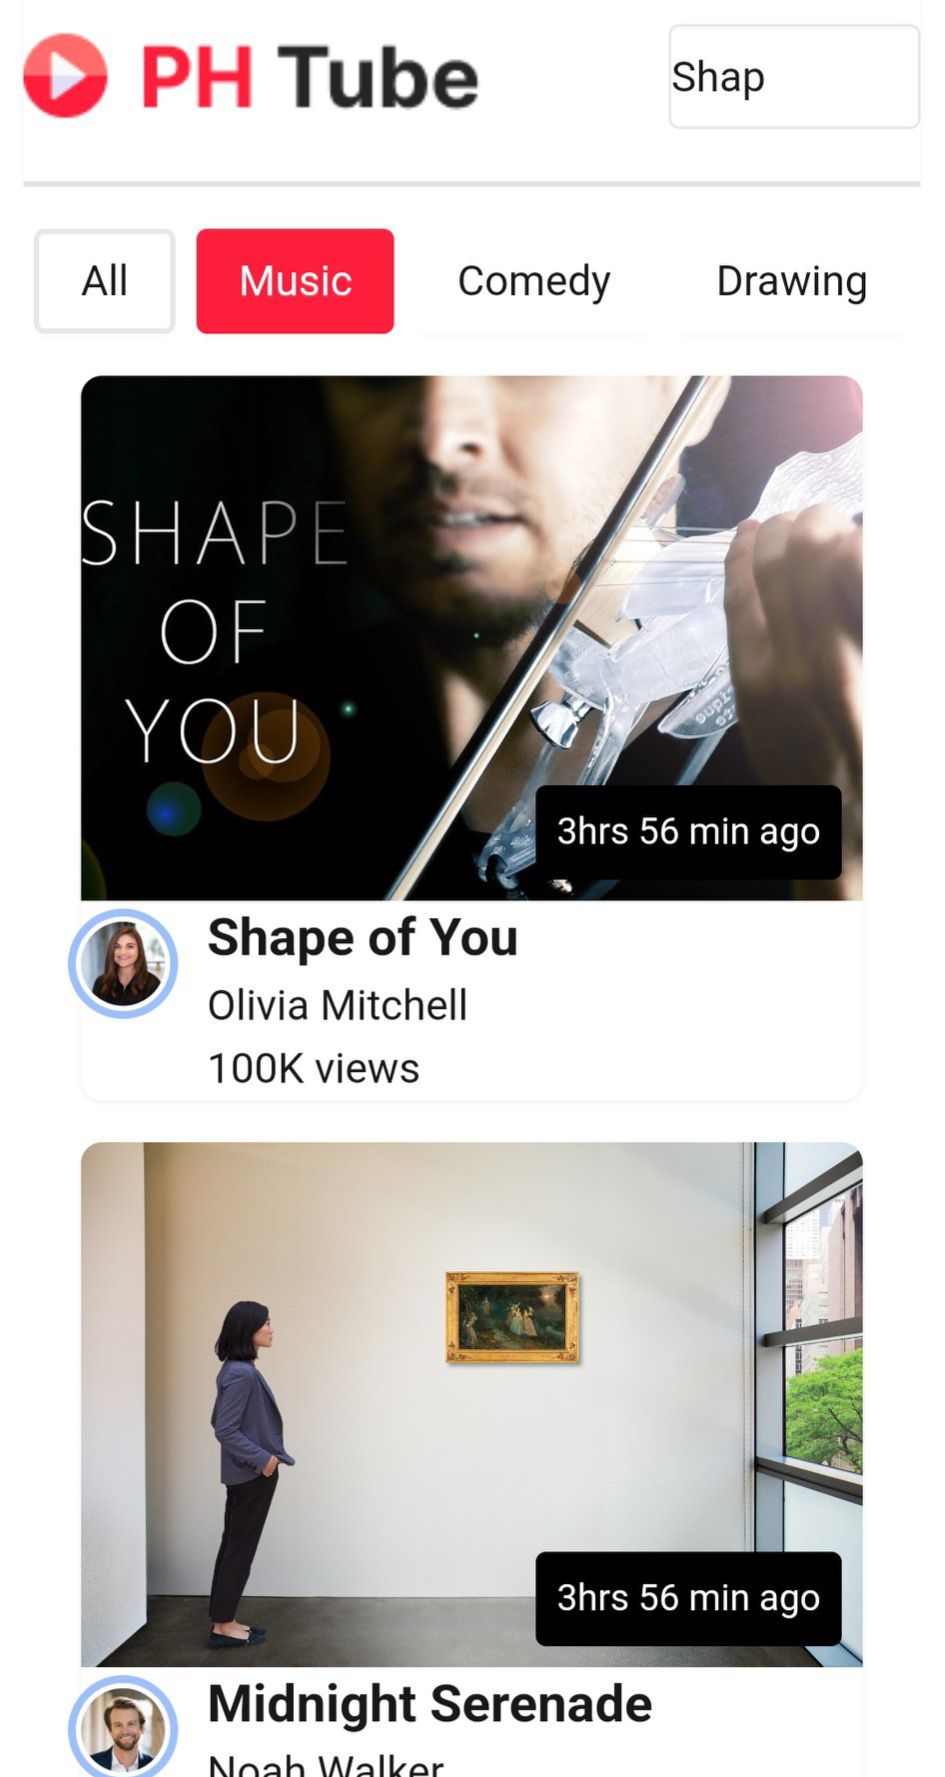 PH Tube
Shap
All
Music
Comedy
Drawing
SHAPE
OF
YOU
3hrs 56 min ago
Shape of You
Olivia Mitchell
100K views
3hrs 56 min ago
Midnight Serenade
Noah Walker